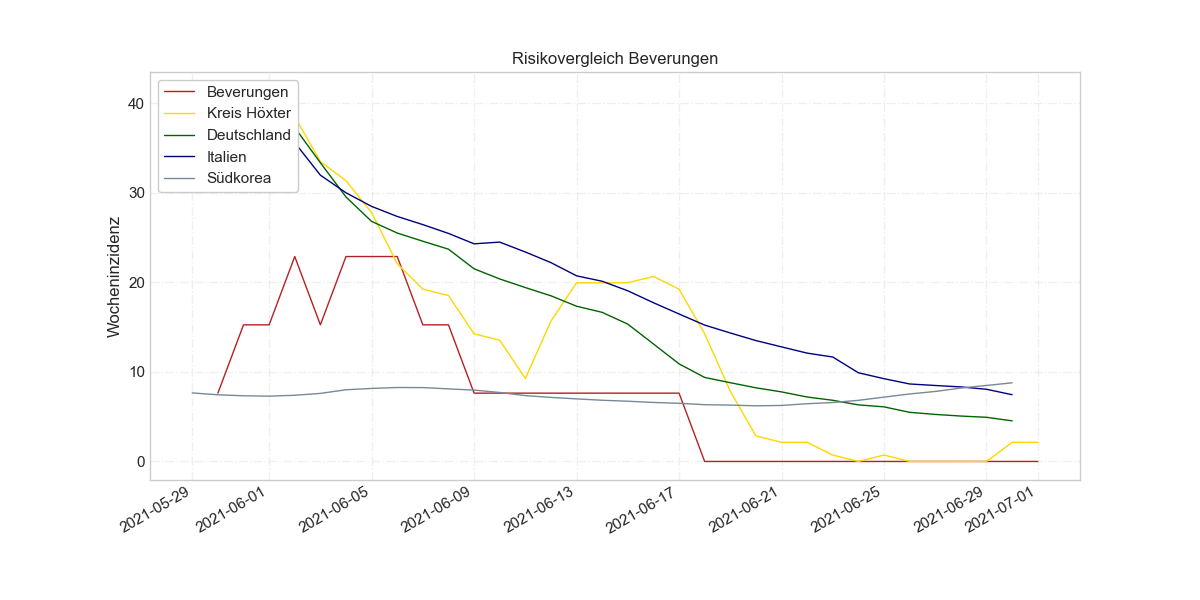 Risikovergleich Beverungen
Beverungen
Kreis Höxter
Deutschland
Italien
Südkorea
Wocheninzidenz
40
30
20
10
0
2021-05-29
2021-06-01
2021-06-05
2021-06-09
2021-06-13
2021-06-17
2021-06-21
2021-06-25
2021-06-29
2021-07-01